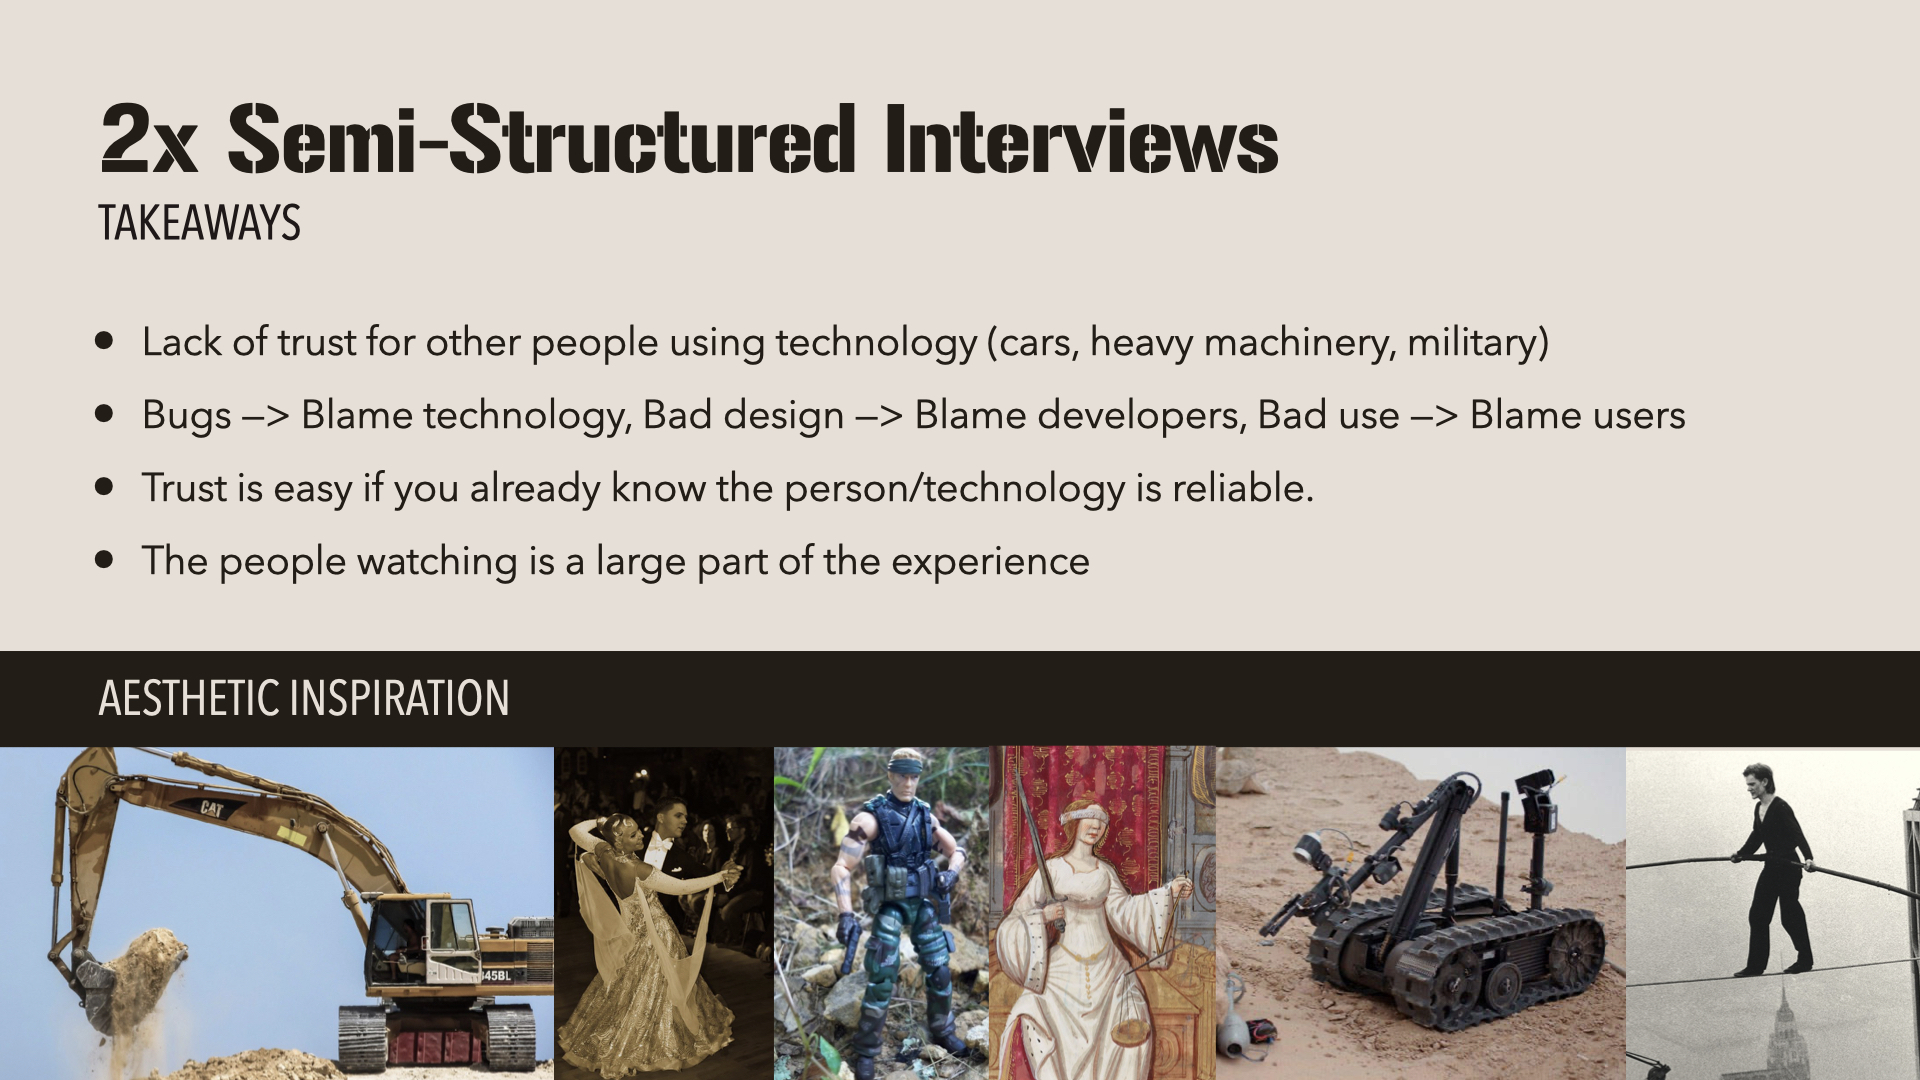 2x Semi-Structured Interviews
TAKEAWAYS
• Lack of trust for other people using technology (cars, heavy machinery, military)
• Bugs —> Blame technology, Bad design —> Blame developers, Bad use —> Blame users
• Trust is easy if you already know the person/technology is reliable.
• The people watching is a large part of the experience
AESTHETIC INSPIRATION
CAT
345BL